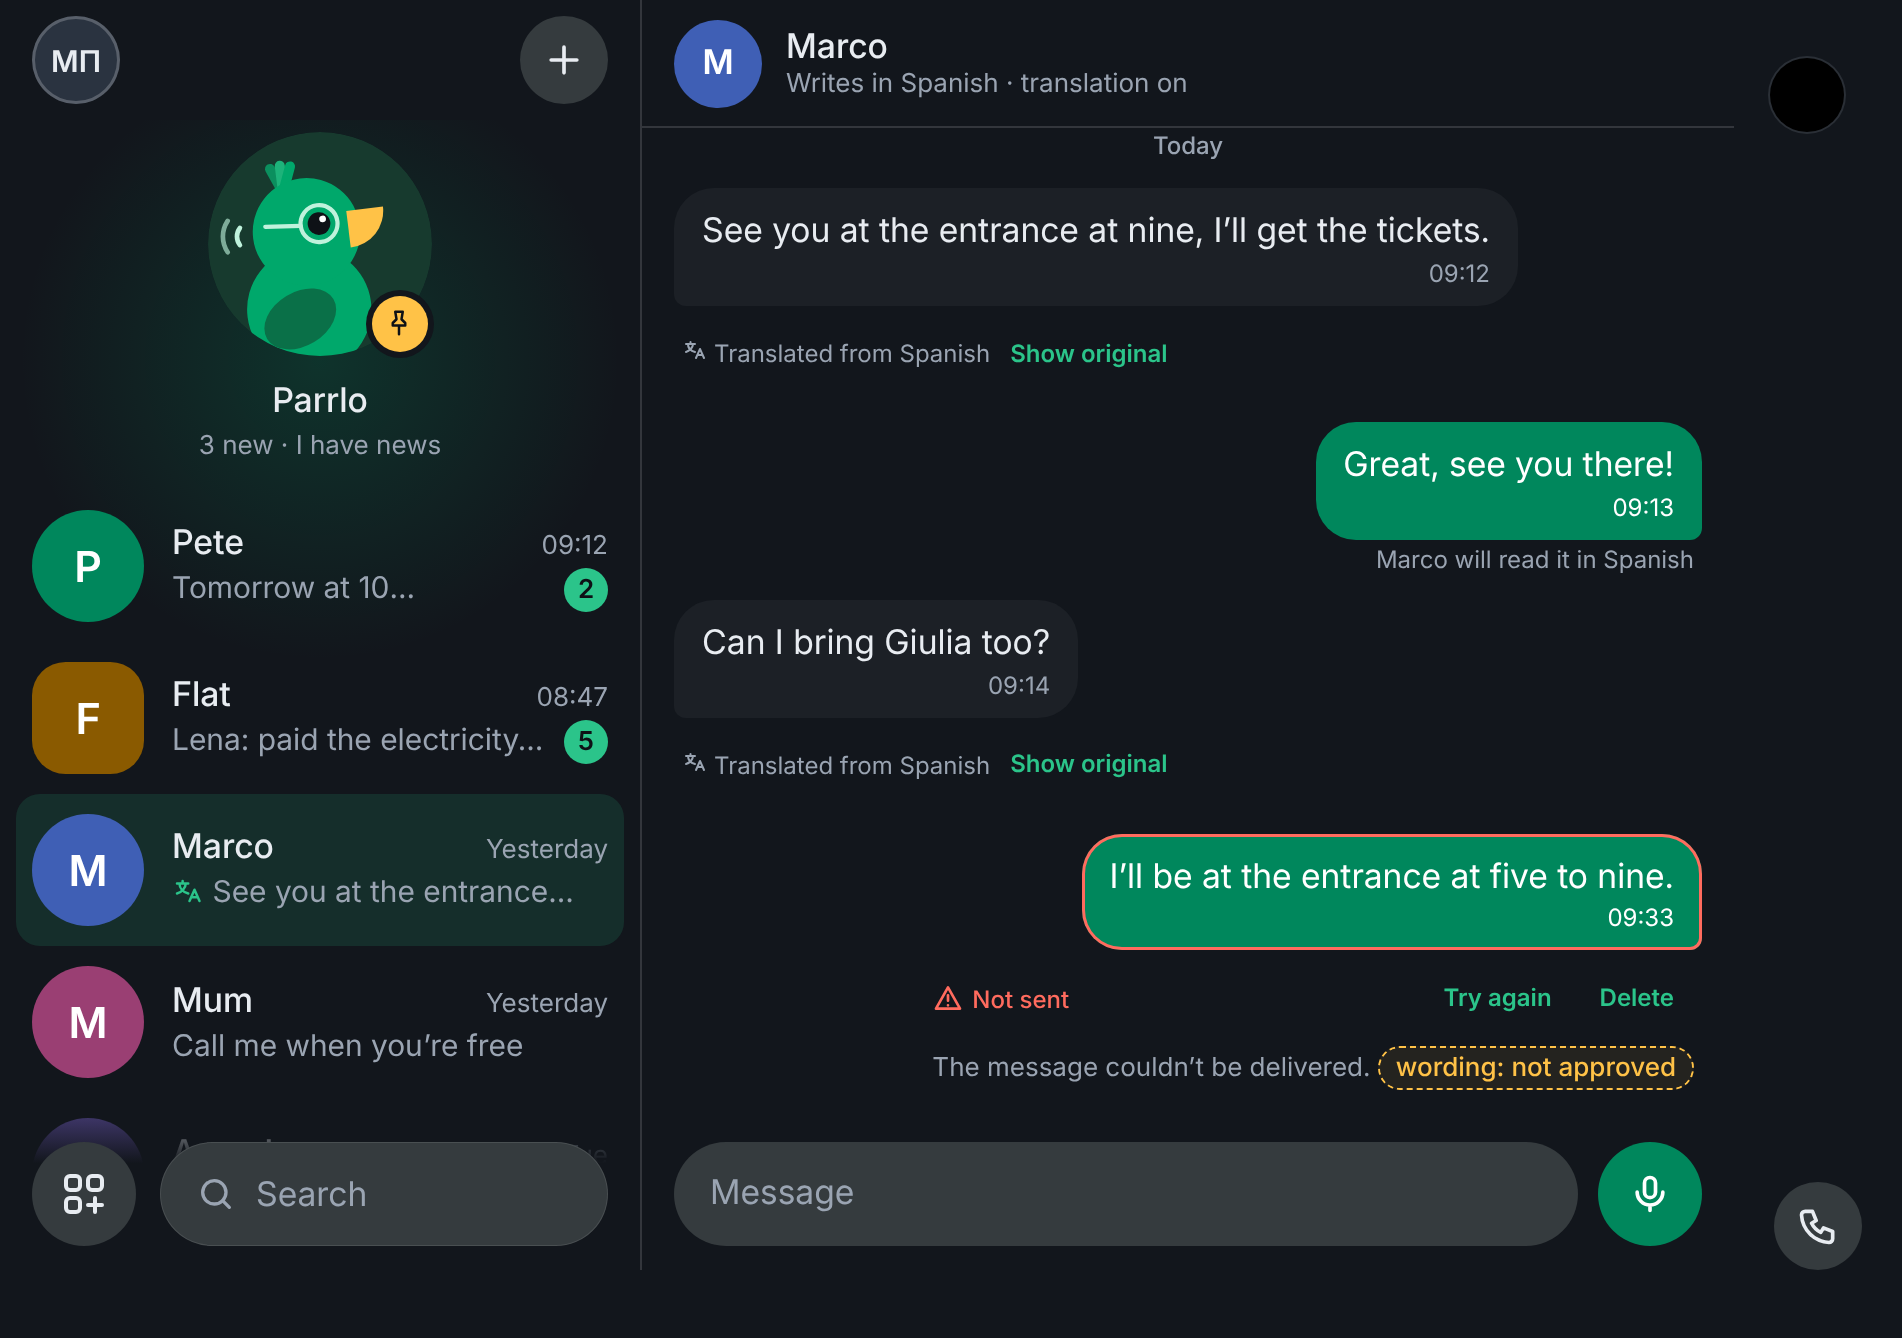 МП
Parrlo
3 new · I have news
P
Pete
09:12
Tomorrow at 10...
2
F
Flat
08:47
Lena: paid the electricity...
5
M
Marco
Yesterday
See you at the entrance...
M
Mum
Yesterday
Call me when you’re free
Search
M
Marco
Writes in Spanish · translation on
Today
See you at the entrance at nine, I’ll get the tickets.
09:12
Translated from Spanish Show original
Great, see you there!
09:13
Marco will read it in Spanish
Can I bring Giulia too?
09:14
Translated from Spanish Show original
I’ll be at the entrance at five to nine.
09:33
Not sent Try again Delete
The message couldn’t be delivered. wording: not approved
Message